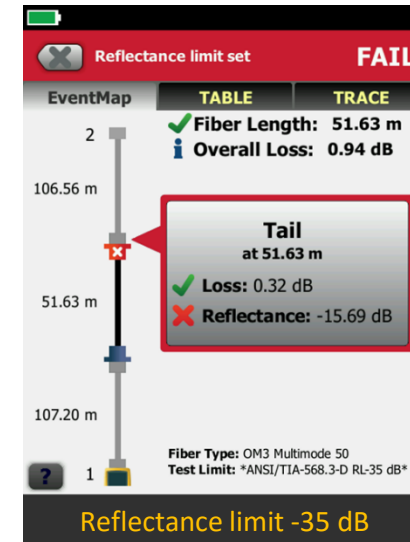 Reflectance limit set FAIL
EventMap TABLE TRACE
Fiber Length: 51.63 m
Overall Loss: 0.94 dB
2
106.56 m
Tail
at 51.63 m
Loss: 0.32 dB
Reflectance: -15.69 dB
51.63 m
107.20 m
Fiber Type: OM3 Multimode 50
Test Limit: *ANSI/TIA-568.3-D RL-35 dB*
? 1
Reflectance limit -35 dB